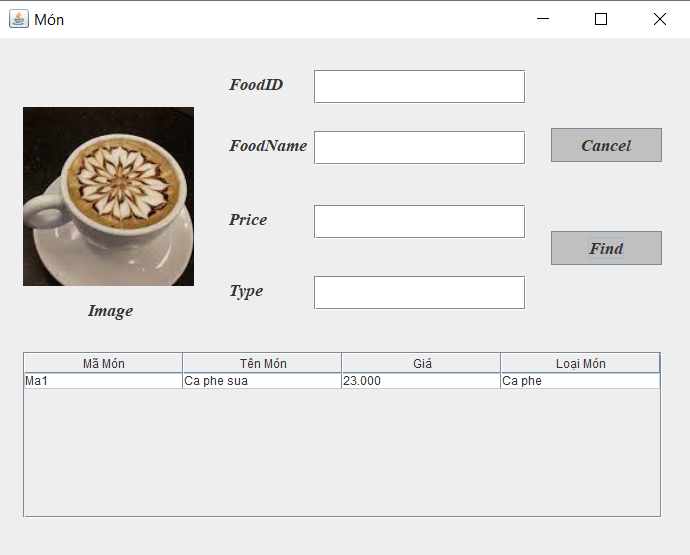 Món
FoodID
FoodName
Cancel
Price
Find
Type
Image
Mã Món Tên Món Giá Loại Món
Ma1 Ca phe sua 23.000 Ca phe